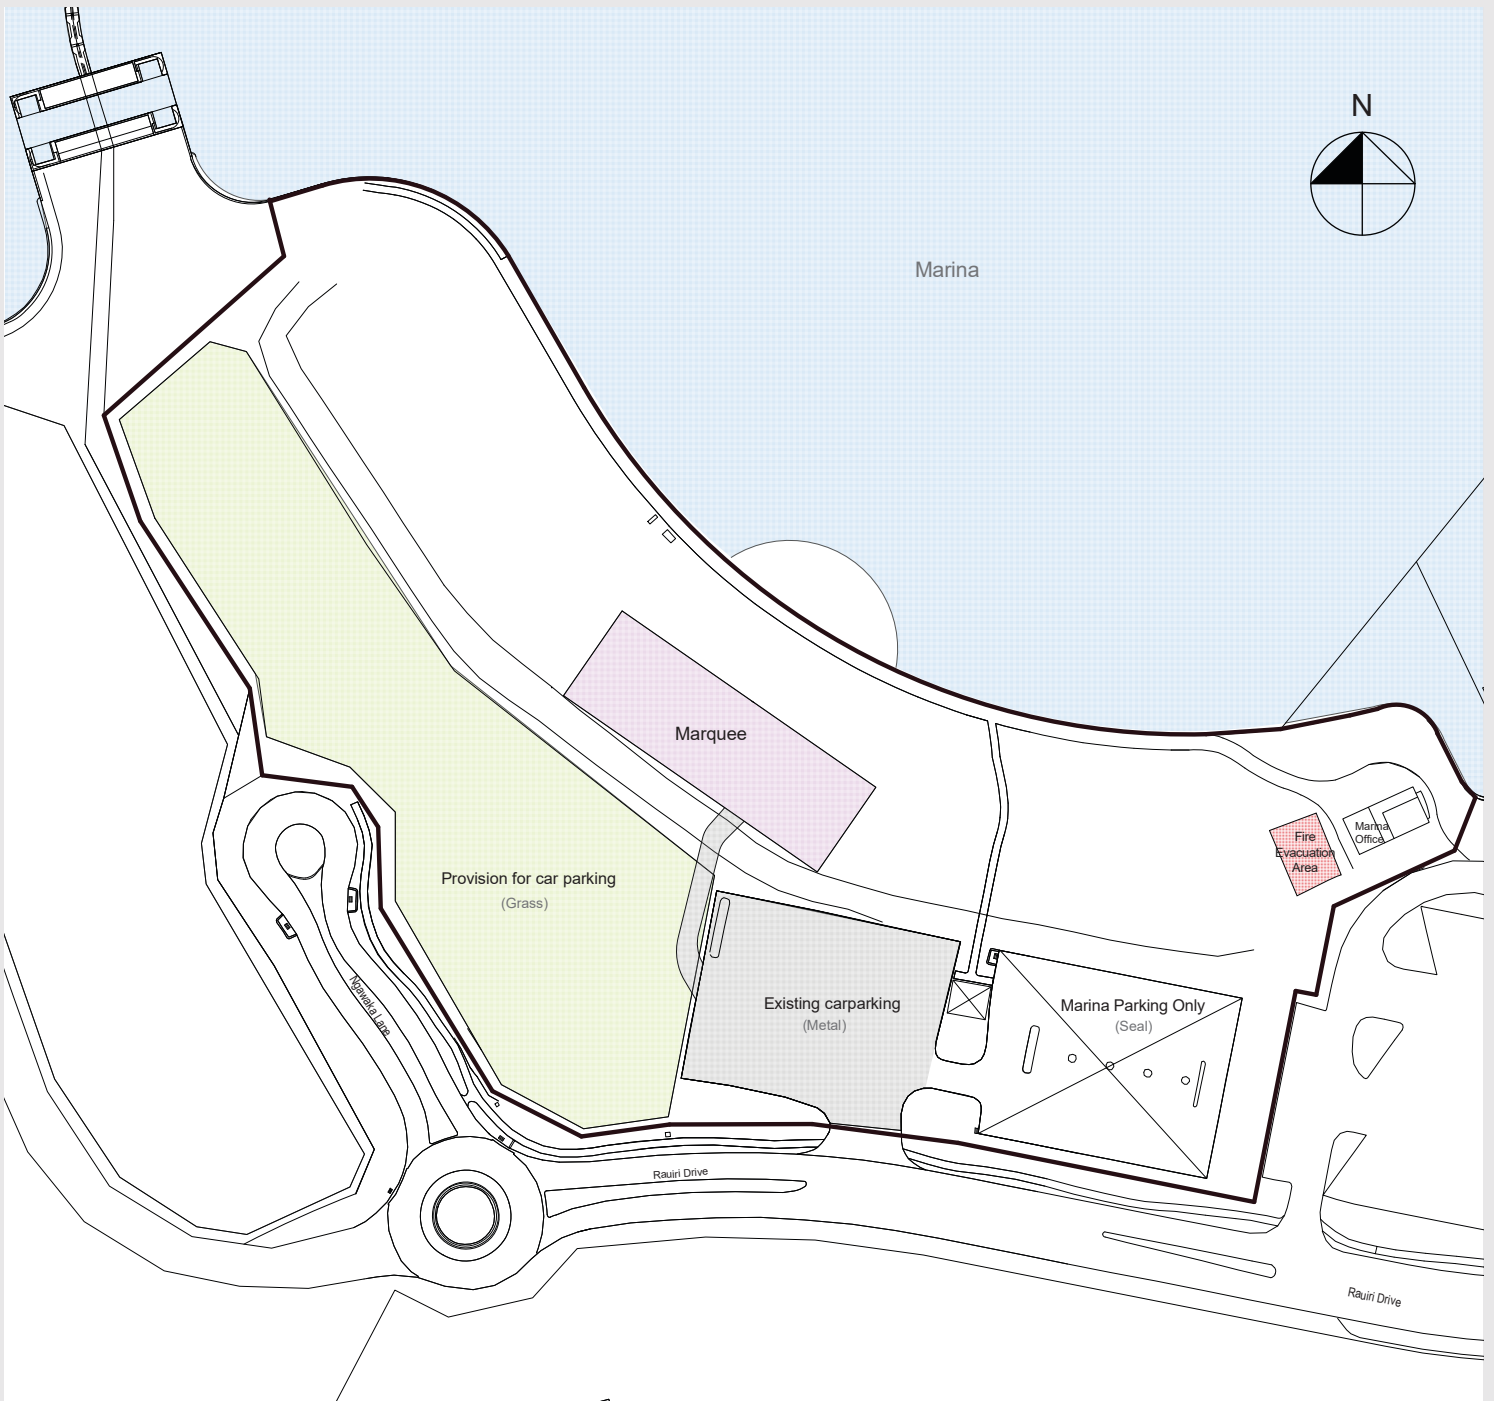 N
Marina
Marquee
Fire
Evacuation
Area
Marina
Office
Provision for car parking
(Grass)
Existing carparking
(Metal)
Marina Parking Only
(Seal)
Ngawaka Lane
Rauiri Drive
Rauiri Drive